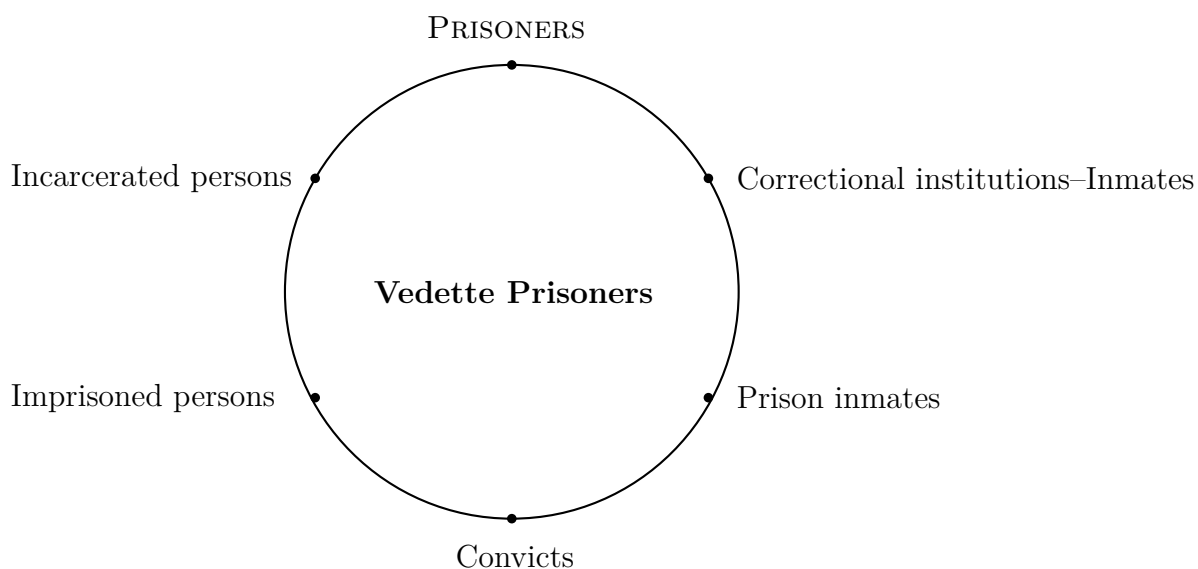 PRISONERS
Incarcerated persons
Correctional institutions–Inmates
Vedette Prisoners
Imprisoned persons
Prison inmates
Convicts